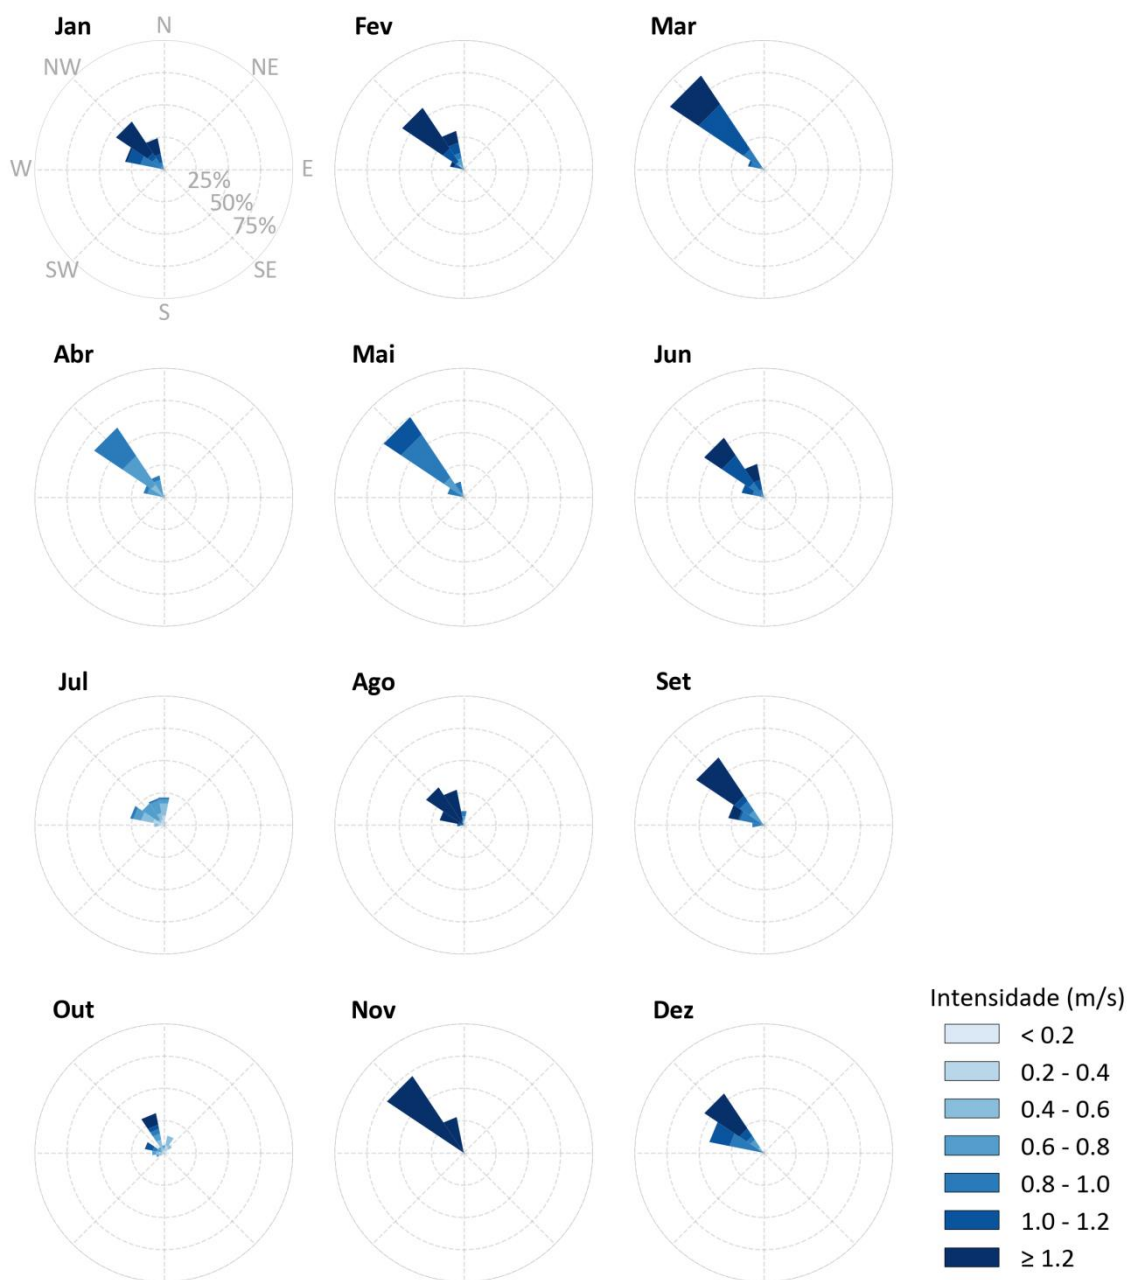 Jan
N
NW
NE
W
E
25%
50%
75%
SW
SE
S
Fev
Mar
Abr
Mai
Jun
Jul
Ago
Set
Out
Nov
Dez
Intensidade (m/s)
< 0.2
0.2 - 0.4
0.4 - 0.6
0.6 - 0.8
0.8 - 1.0
1.0 - 1.2
≥ 1.2